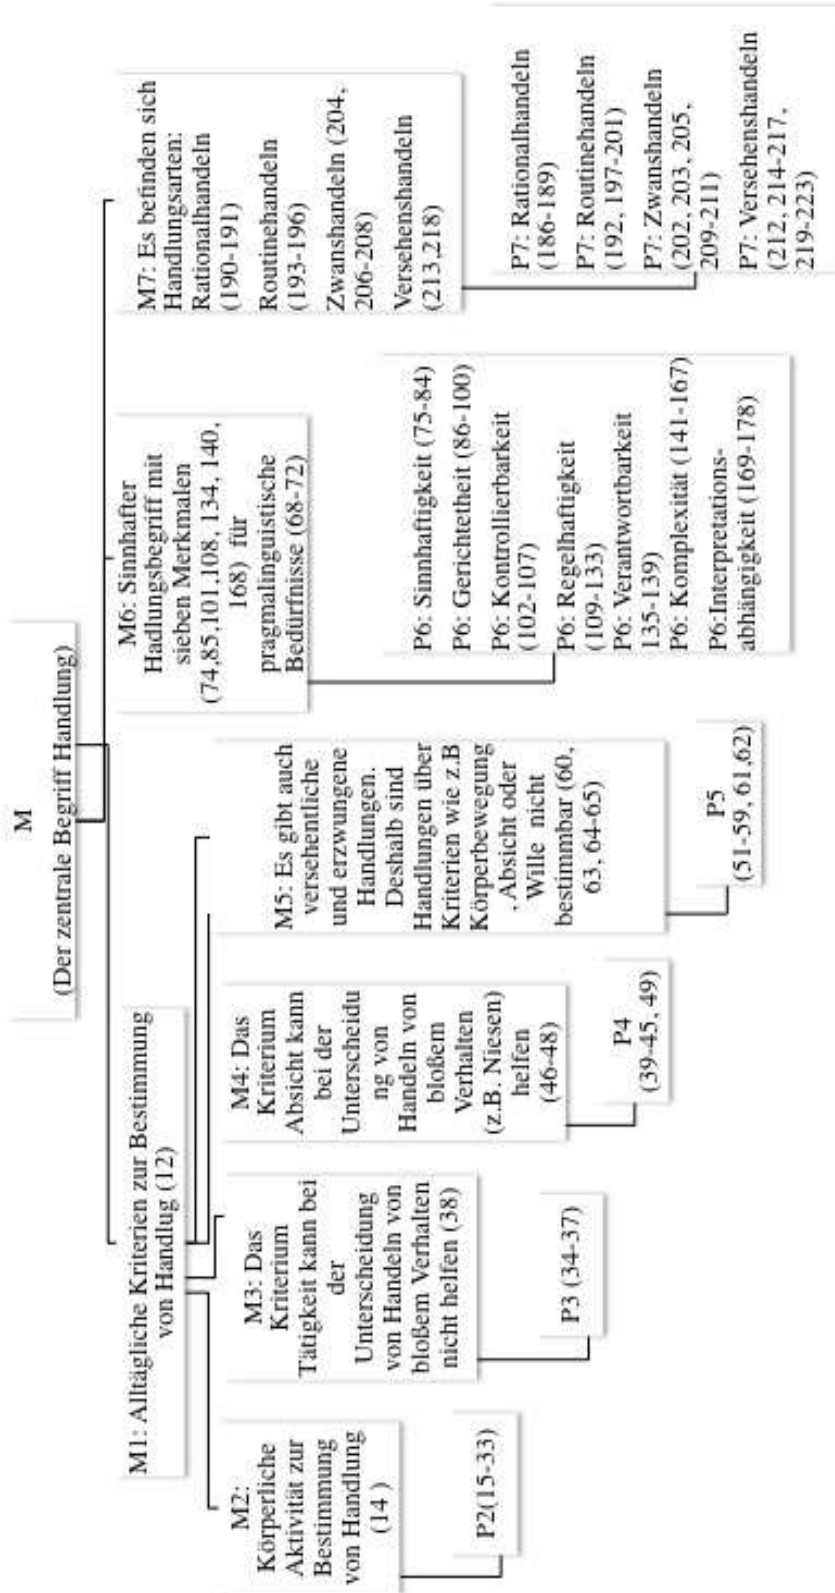 M
(Der zentrale Begriff Handlung)
M1: Alltägliche Kriterien zur Bestimmung
von Handlug (12)
M2:
Körperliche
Aktivität zur
Bestimmung
von Handlung
(14 )
P2(15-33)
M3: Das
Kriterium
Tätigkeit kann bei
der
Unterscheidung
von Handeln von
bloßem Verhalten
nicht helfen (38)
P3 (34-37)
M4: Das
Kriterium
Absicht kann
bei der
Unterscheidu
ng von
Handeln von
bloßem
Verhalten
(z.B. Niesen)
helfen
(46-48)
P4
(39-45, 49)
M5: Es gibt auch
versehentliche
und erzwungene
Handlungen.
Deshalb sind
Handlungen über
Kriterien wie z.B
Körperbewegung
, Absicht oder
Wille nicht
bestimmbar (60,
63, 64-65)
P5
(51-59, 61,62)
M6: Sinnhafter
Hadlungsbegriff mit
sieben Merkmalen
(74,85,101,108, 134, 140,
168) für
pragmalinguistische
Bedürfnisse (68-72)
P6: Sinnhaftigkeit (75-84)
P6: Gerichtetheit (86-100)
P6: Kontrollierbarkeit
(102-107)
P6: Regelhaftigkeit
(109-133)
P6: Verantwortbarkeit
135-139)
P6: Komplexität (141-167)
P6:Interpretations-
abhängigkeit (169-178)
M7: Es befinden sich
Handlungsarten:
Rationalhandeln
(190-191)
Routinehandeln
(193-196)
Zwanshandeln (204,
206-208)
Versehenshandeln
(213,218)
P7: Rationalhandeln
(186-189)
P7: Routinehandeln
(192, 197-201)
P7: Zwanshandeln
(202, 203, 205,
209-211)
P7: Versehenshandeln
(212, 214-217,
219-223)